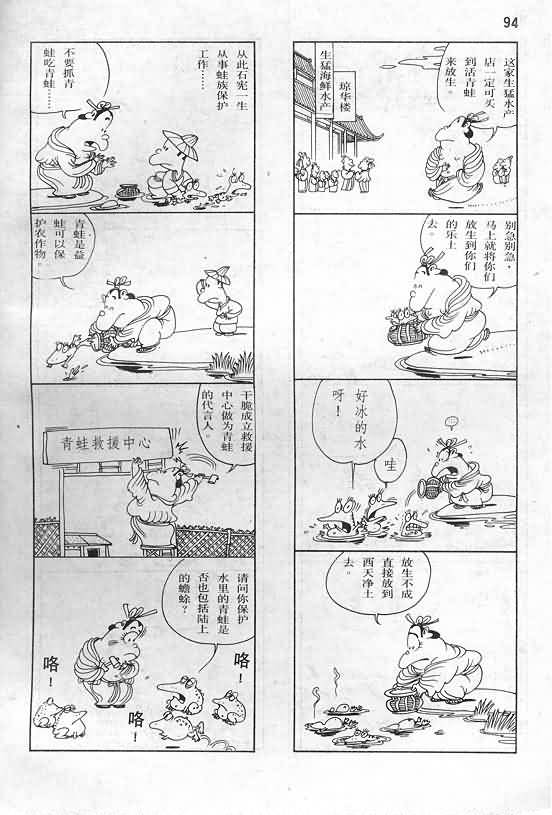 94
这家生猛水产
店一定可买
到活青蛙
来放生。
琼华楼
生猛海鲜水产
别急别急，
马上就将你们
放生到你们
的乐土
去。
好冰的水
呀！
哇
放生不成
直接放到
西天净土
去。
从此石宪一生
从事蛙族保护
工作……
不要抓青
蛙吃青蛙……
青蛙是益
蛙可以保
护农作物。
干脆成立救援
中心做为青蛙
的代言人。
青蛙救援中心
请问你保护
水里的青蛙是
否也包括陆上
的蟾蜍？
咯！
咯！
咯！